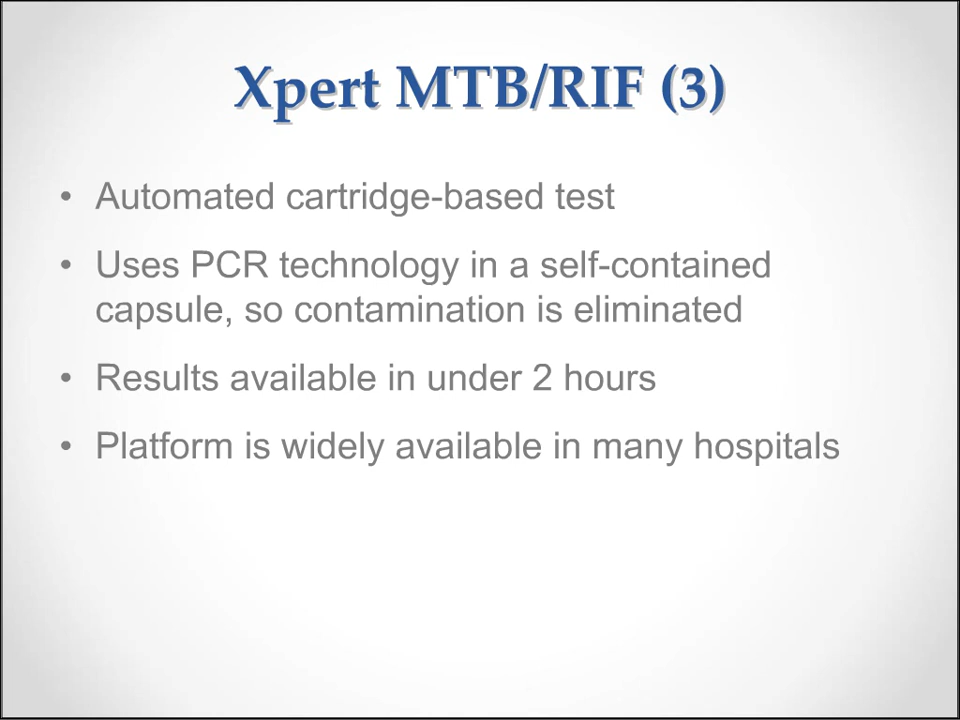 Xpert MTB/RIF (3)
• Automated cartridge-based test
• Uses PCR technology in a self-contained
capsule, so contamination is eliminated
• Results available in under 2 hours
• Platform is widely available in many hospitals